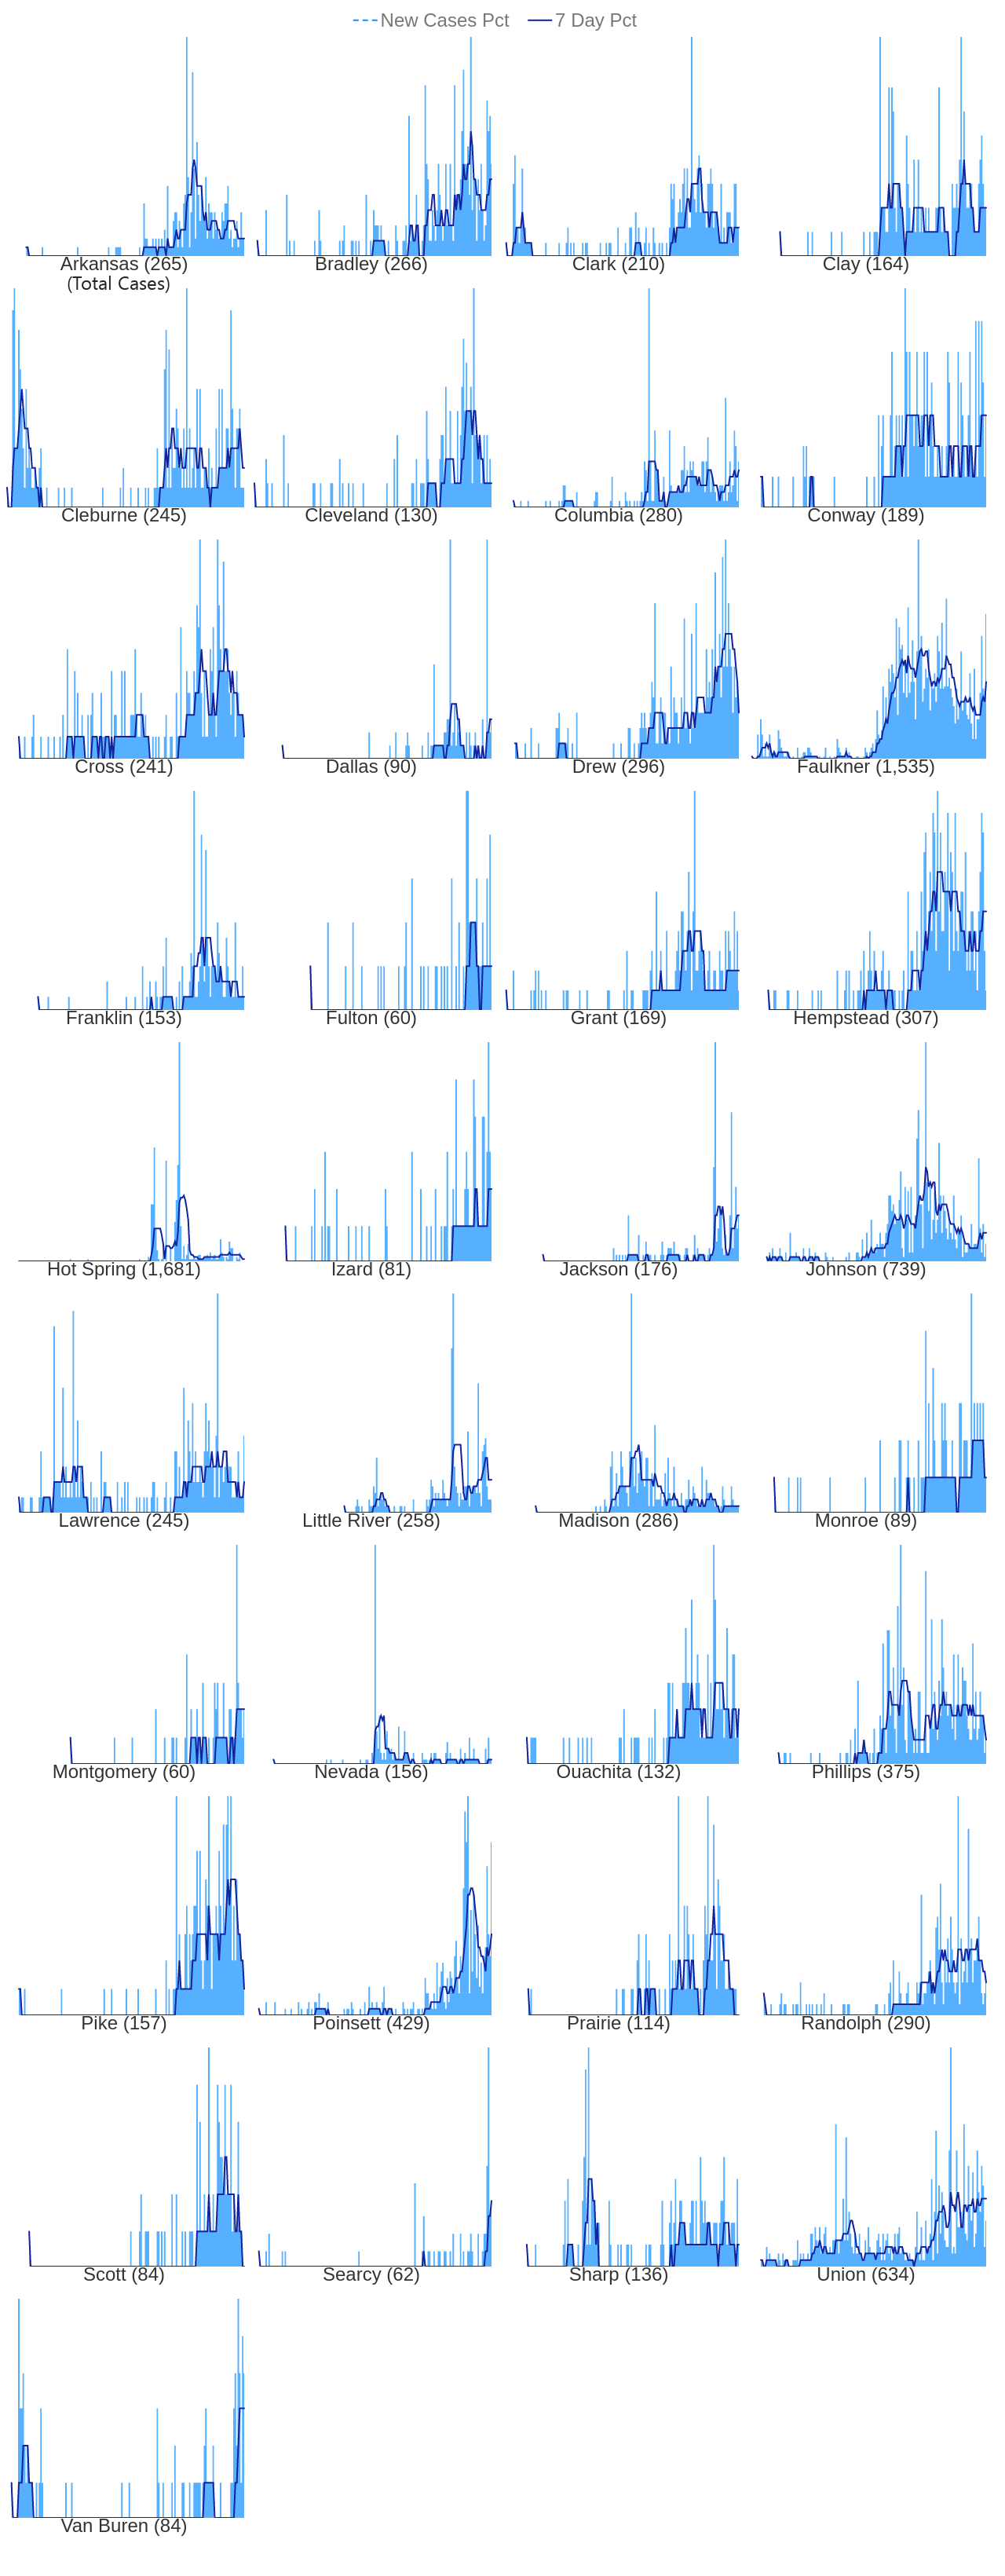 New Cases Pct 7 Day Pct
Arkansas (265) Bradley (266) Clark (210) Clay (164)
(Total Cases)
Cleburne (245) Cleveland (130) Columbia (280) Conway (189)
Cross (241) Dallas (90) Drew (296) Faulkner (1,535)
Franklin (153) Fulton (60) Grant (169) Hempstead (307)
Hot Spring (1,681) Izard (81) Jackson (176) Johnson (739)
Lawrence (245) Little River (258) Madison (286) Monroe (89)
Montgomery (60) Nevada (156) Ouachita (132) Phillips (375)
Pike (157) Poinsett (429) Prairie (114) Randolph (290)
Scott (84) Searcy (62) Sharp (136) Union (634)
Van Buren (84)